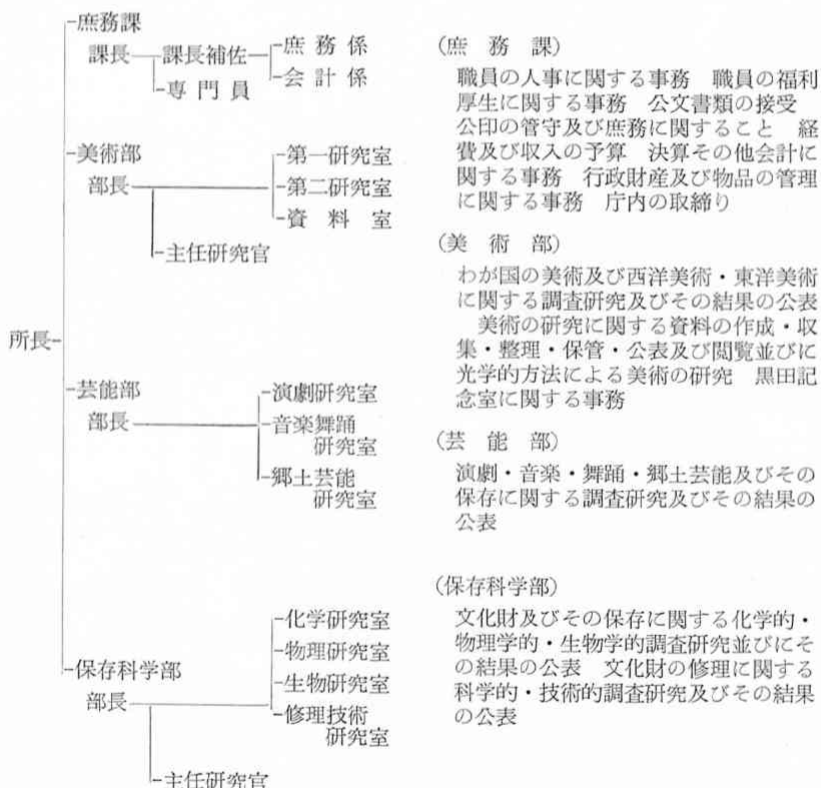 庶務課
課長 課長補佐 庶務係
会計係
専門員
美術部
部長
第一研究室
第二研究室
資料室
主任研究官
所長
芸能部
部長
演劇研究室
音楽舞踊
研究室
郷土芸能
研究室
保存科学部
部長
化学研究室
物理研究室
生物研究室
修理技術
研究室
主任研究官
(庶務課)
職員の人事に関する事務 職員の福利
厚生に関する事務 公文書類の接受
公印の管守及び庶務に関すること 経
費及び収入の予算 決算その他会計に
関する事務 行政財産及び物品の管理
に関する事務 庁内の取締り
(美術部)
わが国の美術及び西洋美術・東洋美術
に関する調査研究及びその結果の公表
美術の研究に関する資料の作成・収
集・整理・保管・公表及び閲覧並びに
光学的方法による美術の研究 黒田記
念室に関する事務
(芸能部)
演劇・音楽・舞踊・郷土芸能及びその
保存に関する調査研究及びその結果の
公表
(保存科学部)
文化財及びその保存に関する化学的・
物理学的・生物学的調査研究並びにそ
の結果の公表 文化財の修理に関する
科学的・技術的調査研究及びその結果
の公表